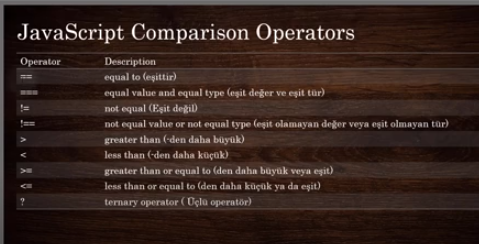 JavaScript Comparison Operators
Operator Description
== equal to (eşittir)
=== equal value and equal type (eşit değer ve eşit tür)
!= not equal (Eşit değil)
!== not equal value or not equal type (eşit olamayan değer veya eşit olmayan tür)
> greater than (-den daha büyük)
< less than (-den daha küçük)
>= greater than or equal to (den daha büyük veya eşit)
<= less than or equal to (den daha küçük ya da eşit)
? ternary operator ( Üçlü operatör)